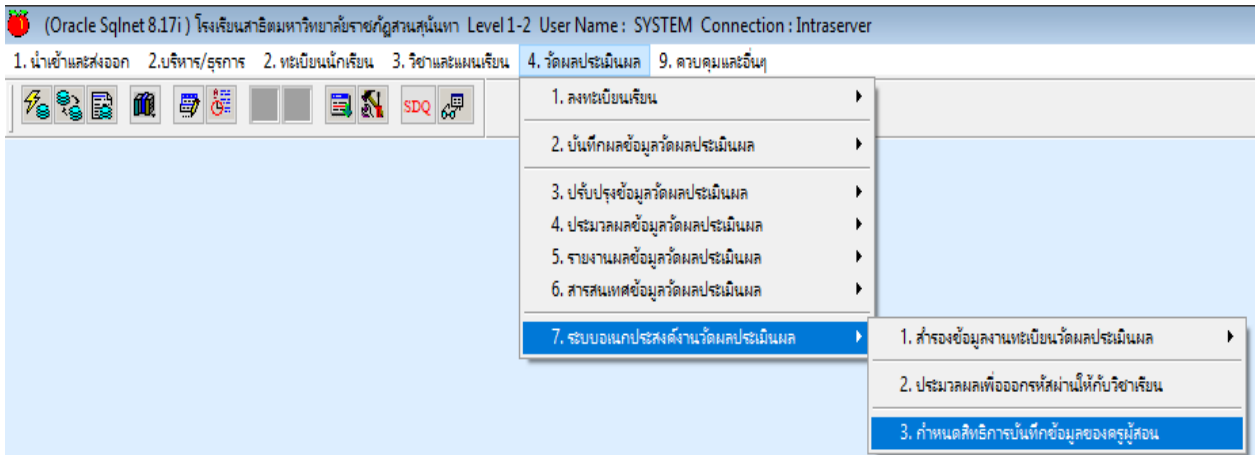 (Oracle Sqlnet 8.17i ) โรงเรียนสาธิตมหาวิทยาลัยราชภัฏสวนสุนันทา Level 1-2 User Name : SYSTEM Connection : Intraserver
1. นำเข้าและส่งออก 2.บริหาร/ธุรการ 2. ทะเบียนนักเรียน 3. วิชาและแผนเรียน 4. วัดผลประเมินผล 9. ควบคุมและอื่นๆ
SDQ
1. ลงทะเบียนเรียน
2. บันทึกผลข้อมูลวัดผลประเมินผล
3. ปรับปรุงข้อมูลวัดผลประเมินผล
4. ประมวลผลข้อมูลวัดผลประเมินผล
5. รายงานผลข้อมูลวัดผลประเมินผล
6. สารสนเทศข้อมูลวัดผลประเมินผล
7. ระบบอเนกประสงค์งานวัดผลประเมินผล
1. สำรองข้อมูลงานทะเบียนวัดผลประเมินผล
2. ประมวลผลเพื่อออกรหัสผ่านให้กับวิชาเรียน
3. กำหนดสิทธิการบันทึกข้อมูลของครูผู้สอน